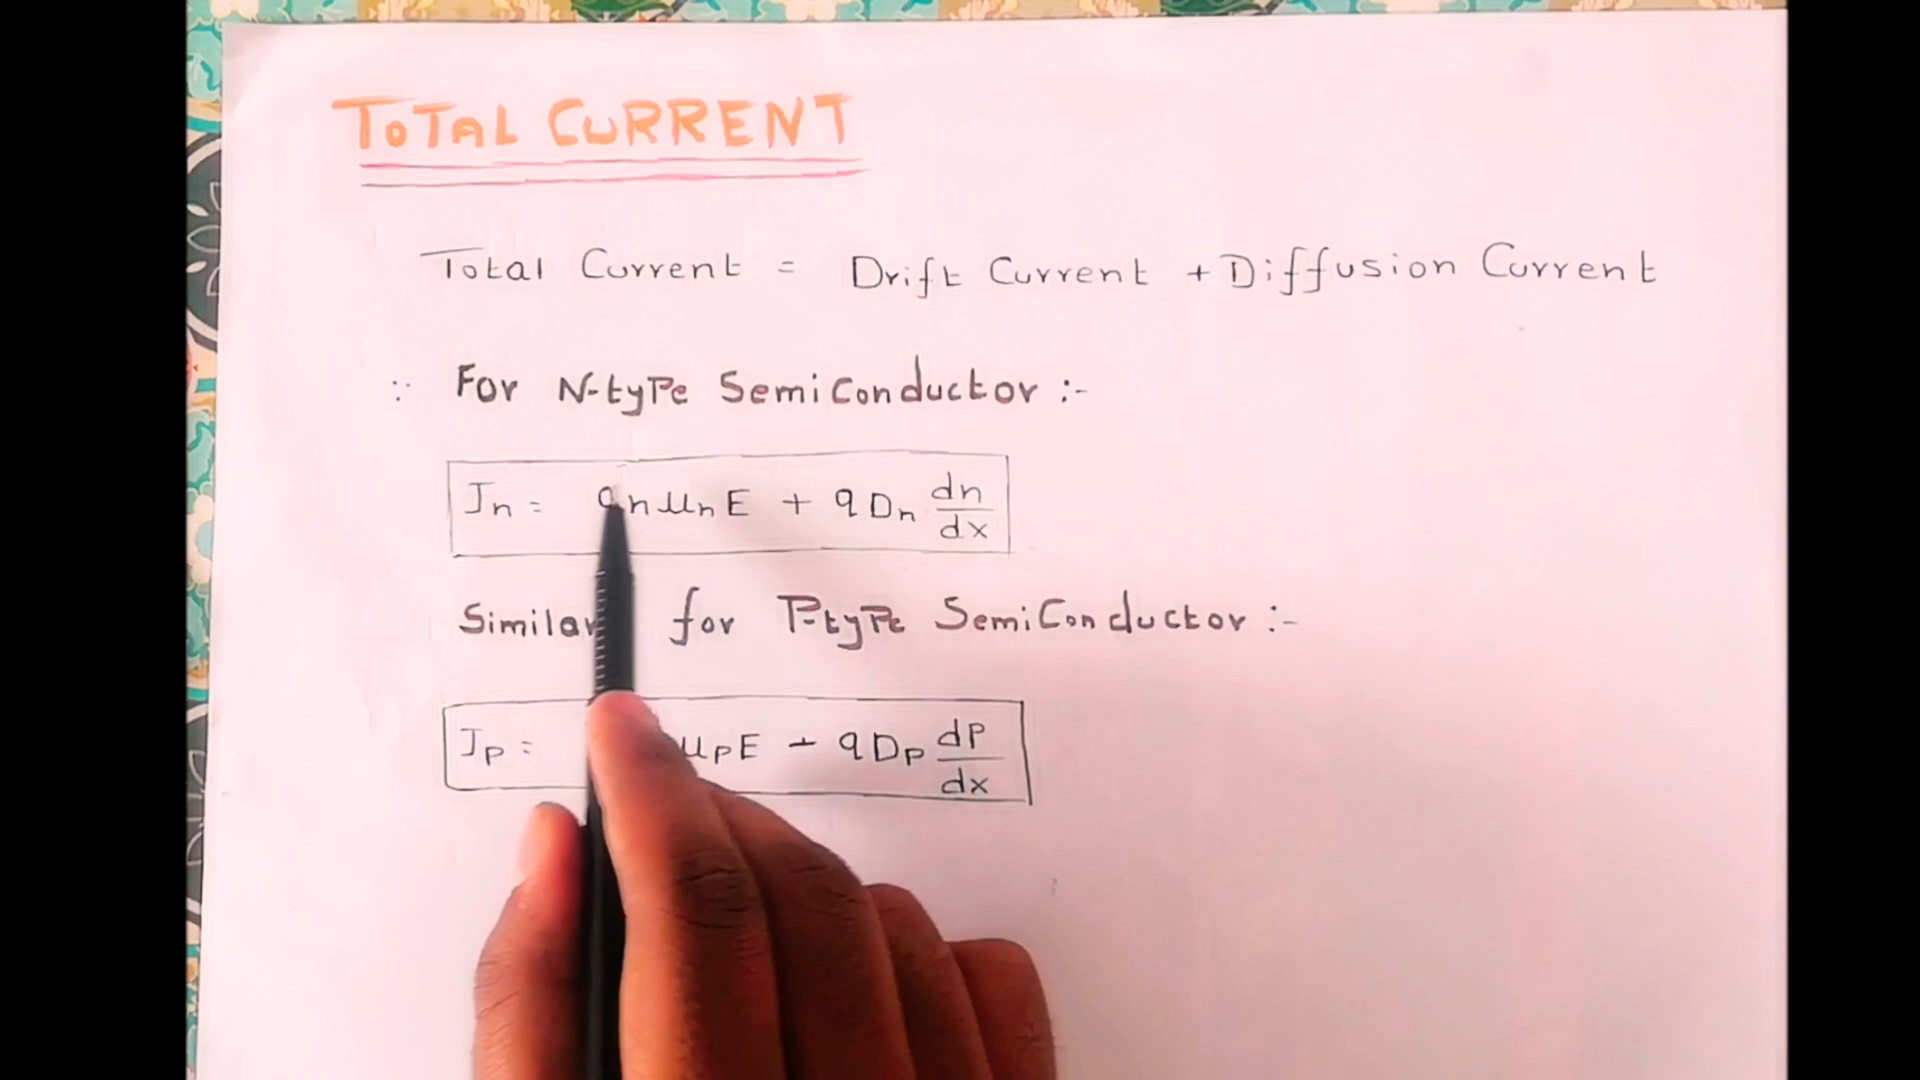 TOTAL CURRENT
Total Current = Drift Current + Diffusion Current
∵ For N-type Semiconductor :-
Jn = qnμnE + qDn dn/dx
Similar for P-type Semiconductor :-
Jp = μpE - qDp dp/dx